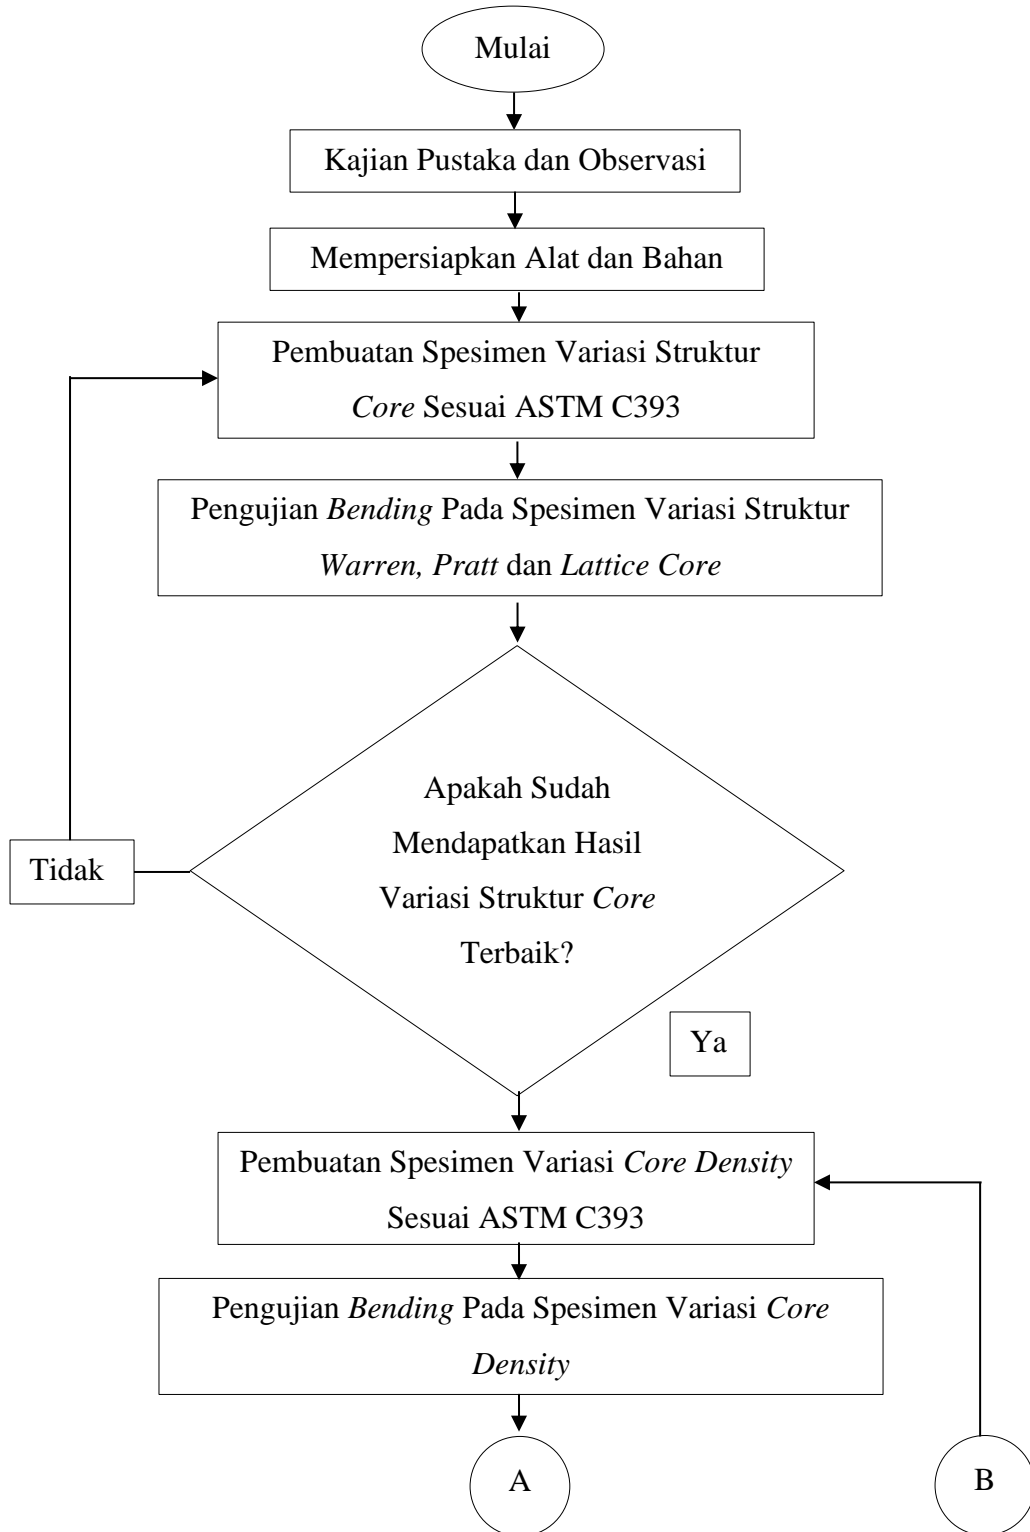 Mulai
Kajian Pustaka dan Observasi
Mempersiapkan Alat dan Bahan
Pembuatan Spesimen Variasi Struktur
Core Sesuai ASTM C393
Pengujian Bending Pada Spesimen Variasi Struktur
Warren, Pratt dan Lattice Core
Apakah Sudah
Mendapatkan Hasil
Variasi Struktur Core
Terbaik?
Tidak
Ya
Pembuatan Spesimen Variasi Core Density
Sesuai ASTM C393
Pengujian Bending Pada Spesimen Variasi Core
Density
A
B